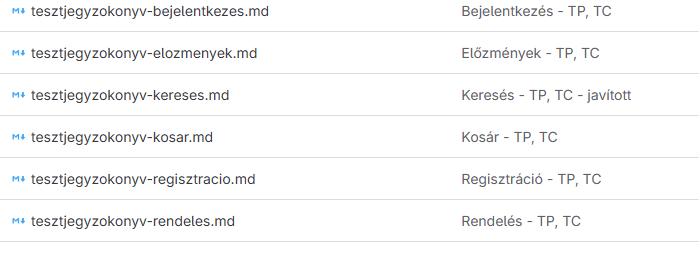 tesztjegyzokonyv-bejelentkezes.md Bejelentkezés - TP, TC
tesztjegyzokonyv-elozmenyek.md Előzmények - TP, TC
tesztjegyzokonyv-kereses.md Keresés - TP, TC - javított
tesztjegyzokonyv-kosar.md Kosár - TP, TC
tesztjegyzokonyv-regisztracio.md Regisztráció - TP, TC
tesztjegyzokonyv-rendeles.md Rendelés - TP, TC